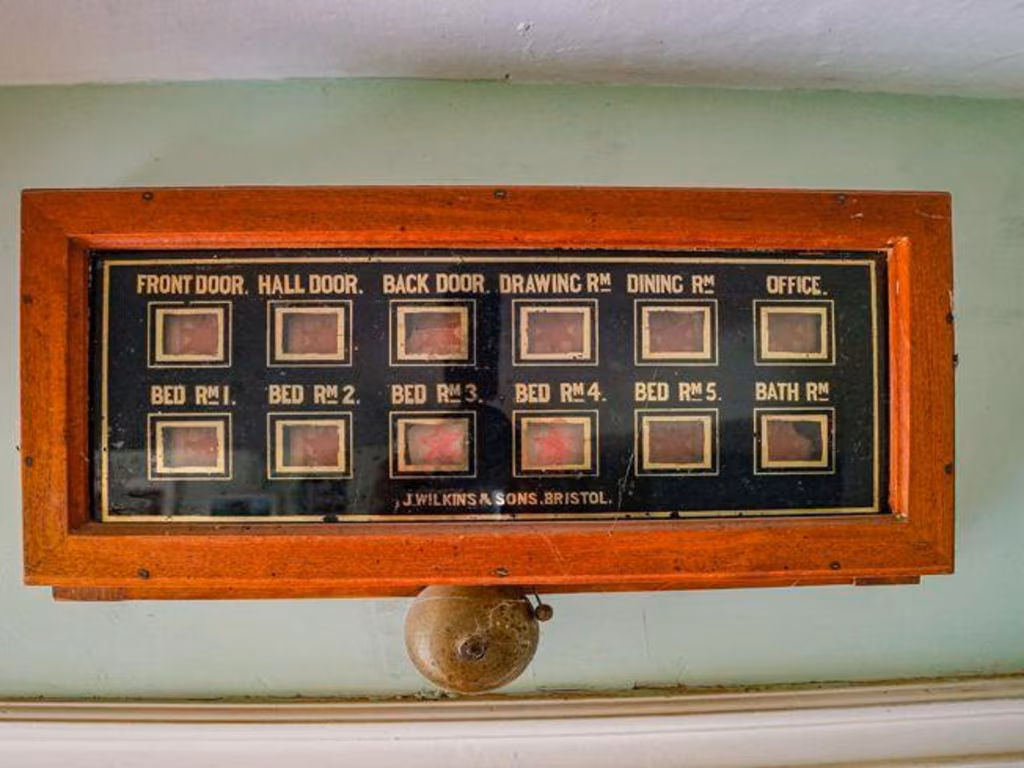 FRONT DOOR. HALL DOOR. BACK DOOR. DRAWING RM DINING RM OFFICE.
BED RM 1. BED RM 2. BED RM 3. BED RM 4. BED RM 5. BATH RM
J. WILKINS & SONS. BRISTOL.